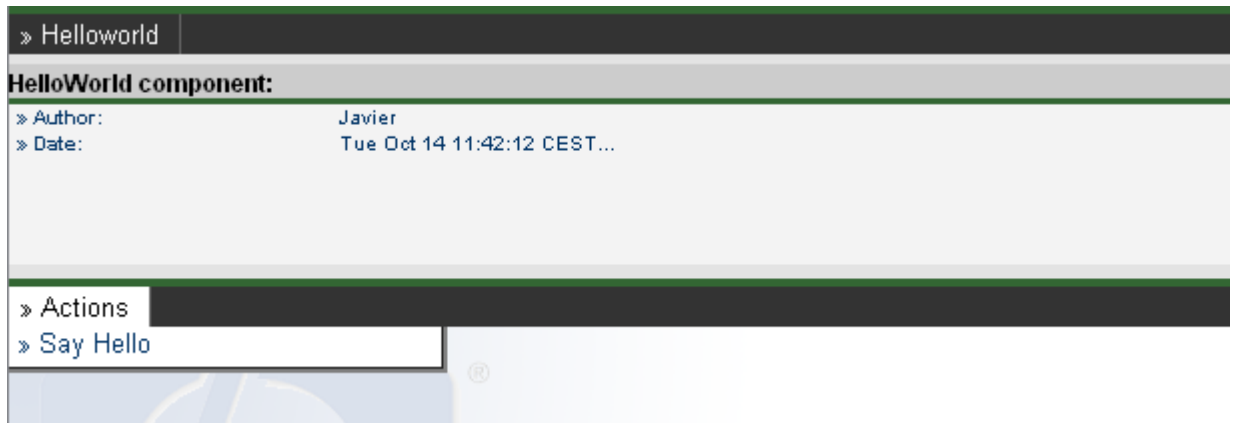 » Helloworld
HelloWorld component:
» Author: Javier
» Date: Tue Oct 14 11:42:12 CEST...
» Actions
» Say Hello
®